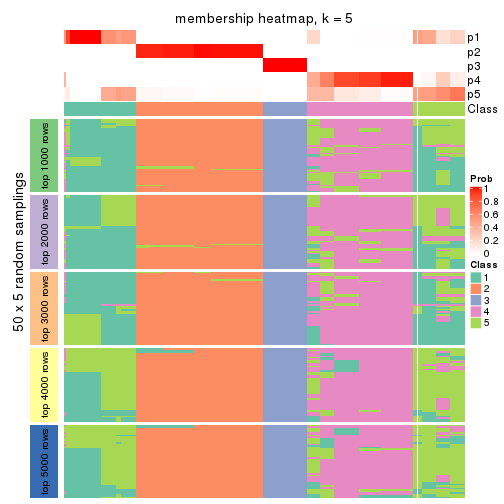 membership heatmap, k = 5
p1
p2
p3
p4
p5
Class
50 x 5 random samplings
top 1000 rows
top 2000 rows
top 3000 rows
top 4000 rows
top 5000 rows
Prob
1
0.8
0.6
0.4
0.2
0
Class
1
2
3
4
5